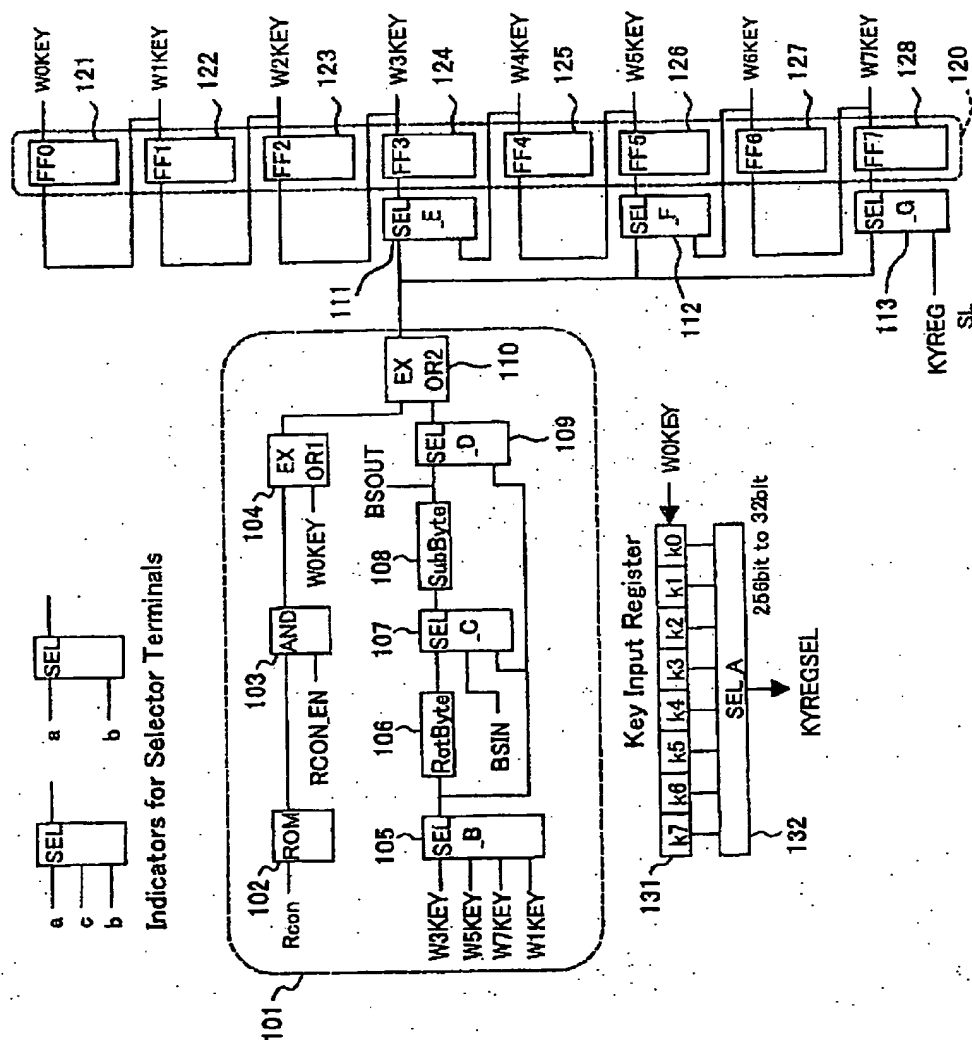 W0KEY
121
FF0
W1KEY
122
FF1
W2KEY
123
FF2
W3KEY
124
FF3
SEL
_E
111
W4KEY
125
FF4
W5KEY
126
FF5
SEL
_F
112
W6KEY
127
FF6
W7KEY
128
FF7
SEL
_G
113
120
KYREG
a
b
SEL
a
c
b
SEL
Indicators for Selector Terminals
101
Rcon
102
ROM
103
AND
RCON_EN
104
EX
OR1
W0KEY
EX
OR2
110
W3KEY
W5KEY
W7KEY
W1KEY
105
SEL
_B
106
RotByte
107
SEL
_C
BSIN
108
SubByte
BSOUT
SEL
_D
109
Key Input Register
131
k7
k6
k5
k4
k3
k2
k1
k0
W0KEY
SEL_A
132
256bit to 32bit
KYREGSEL